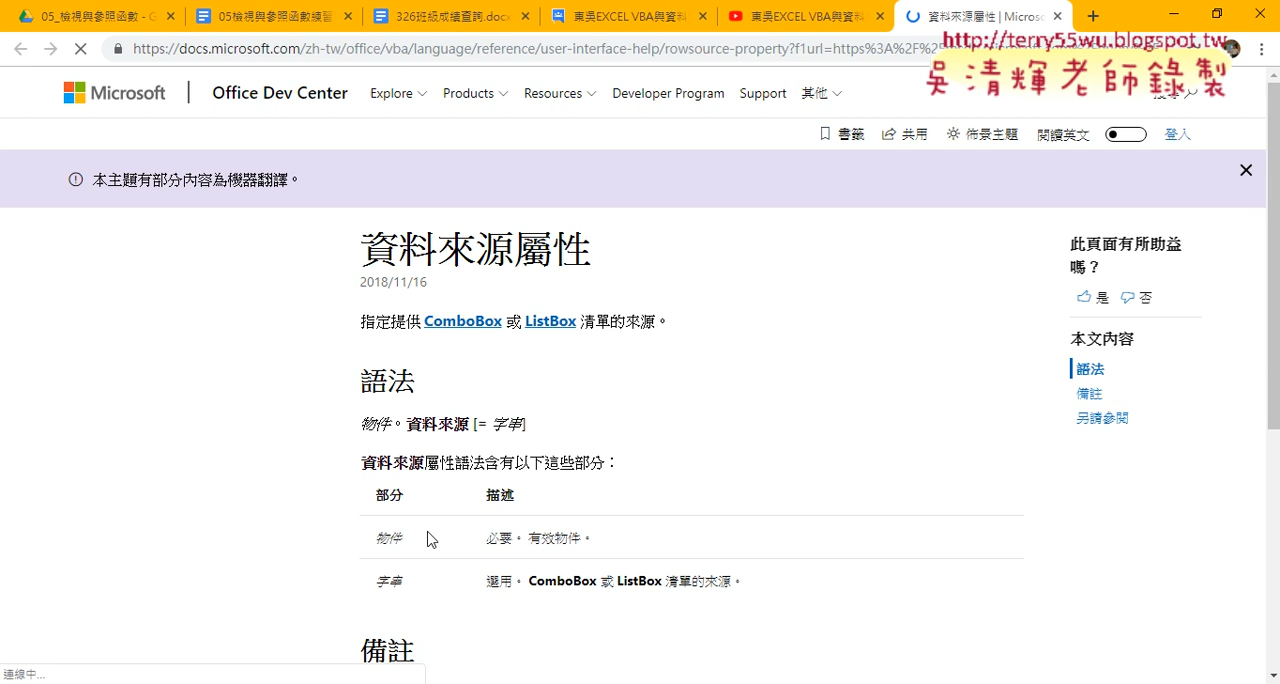 05_檢視與參照函數 - G
05檢視與參照函數練習
326班級成績查詢.docx
東吳EXCEL VBA與資料
東吳EXCEL VBA與資料
資料來源屬性 | Micros
https://docs.microsoft.com/zh-tw/office/vba/language/reference/user-interface-help/rowsource-property?f1url=https%3A%2F%2
http://terry55wu.blogspot.tw
吳清輝老師錄製
Microsoft
Office Dev Center
Explore
Products
Resources
Developer Program
Support
其他
書籤
共用
佈景主題
閱讀英文
登入
本主題有部分內容為機器翻譯。
資料來源屬性
2018/11/16
指定提供 ComboBox 或 ListBox 清單的來源。
語法
物件。資料來源 [= 字串]
資料來源屬性語法含有以下這些部分：
部分 描述
物件 必要。 有效物件。
字串 選用。 ComboBox 或 ListBox 清單的來源。
備註
此頁面有所助益
嗎？
是 否
本文內容
語法
備註
另請參閱
連線中...